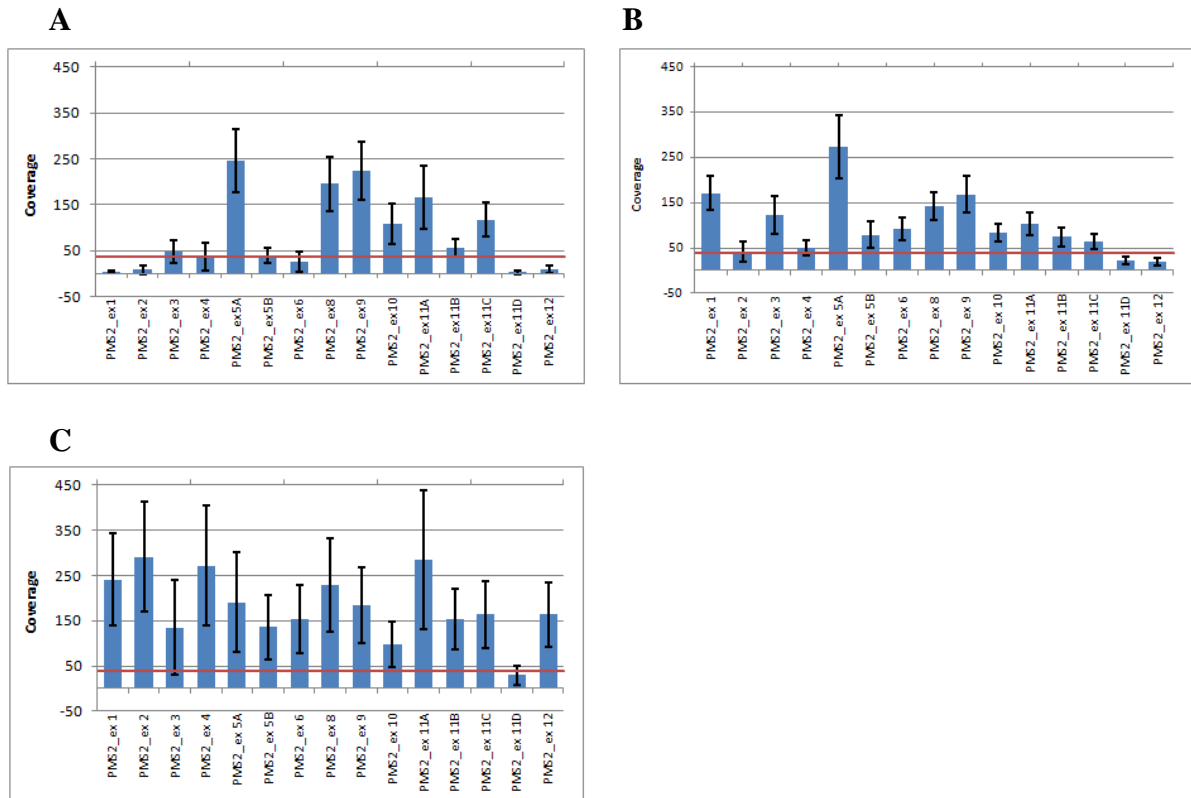 A
450
350
250
150
50
-50
Coverage
PMS2_ex1
PMS2_ex2
PMS2_ex3
PMS2_ex4
PMS2_ex5A
PMS2_ex5B
PMS2_ex6
PMS2_ex8
PMS2_ex9
PMS2_ex10
PMS2_ex11A
PMS2_ex11B
PMS2_ex11C
PMS2_ex11D
PMS2_ex12
B
450
350
250
150
50
-50
Coverage
PMS2_ex 1
PMS2_ex 2
PMS2_ex 3
PMS2_ex 4
PMS2_ex 5A
PMS2_ex 5B
PMS2_ex 6
PMS2_ex 8
PMS2_ex 9
PMS2_ex 10
PMS2_ex 11A
PMS2_ex 11B
PMS2_ex 11C
PMS2_ex 11D
PMS2_ex 12
C
450
350
250
150
50
-50
Coverage
PMS2_ex 1
PMS2_ex 2
PMS2_ex 3
PMS2_ex 4
PMS2_ex 5A
PMS2_ex 5B
PMS2_ex 6
PMS2_ex 8
PMS2_ex 9
PMS2_ex 10
PMS2_ex 11A
PMS2_ex 11B
PMS2_ex 11C
PMS2_ex 11D
PMS2_ex 12